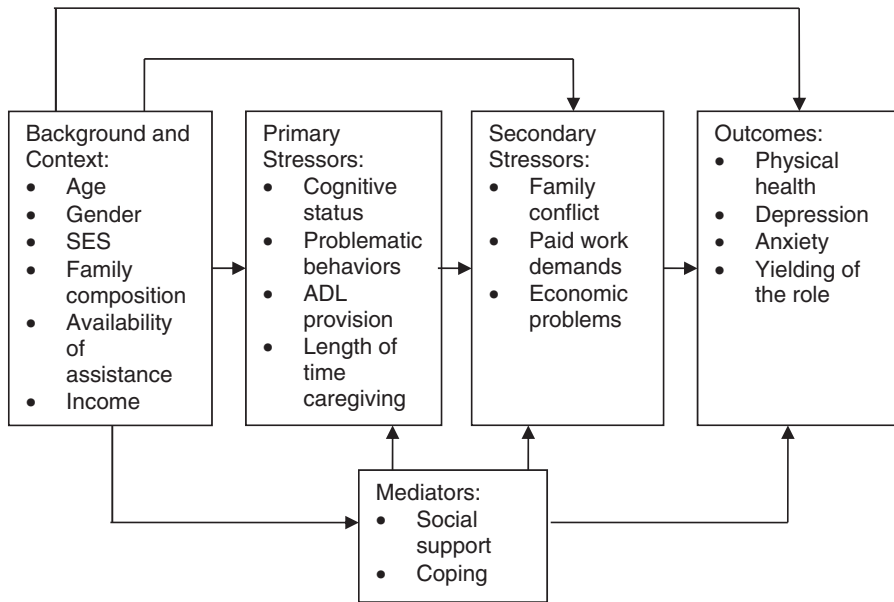 Background and
Context:
• Age
• Gender
• SES
• Family
composition
• Availability
of
assistance
• Income
Primary
Stressors:
• Cognitive
status
• Problematic
behaviors
• ADL
provision
• Length of
time
caregiving
Secondary
Stressors:
• Family
conflict
• Paid work
demands
• Economic
problems
Outcomes:
• Physical
health
• Depression
• Anxiety
• Yielding of
the role
Mediators:
• Social
support
• Coping